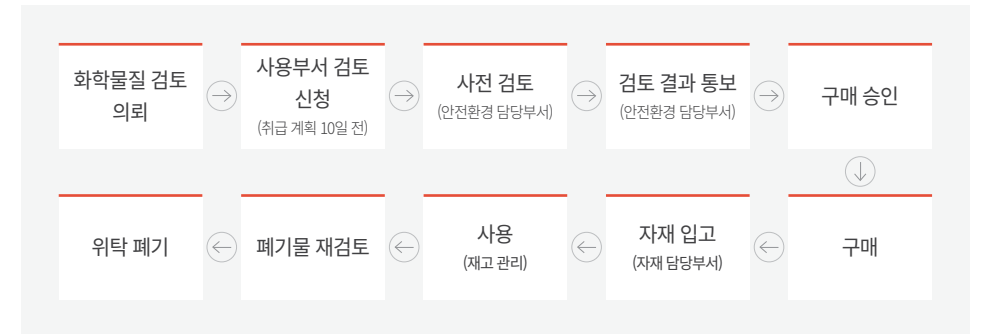 화학물질 검토
의뢰
사용부서 검토
신청
(취급 계획 10일 전)
사전 검토
(안전환경 담당부서)
검토 결과 통보
(안전환경 담당부서)
구매 승인
구매
자재 입고
(자재 담당부서)
사용
(재고 관리)
폐기물 재검토
위탁 폐기